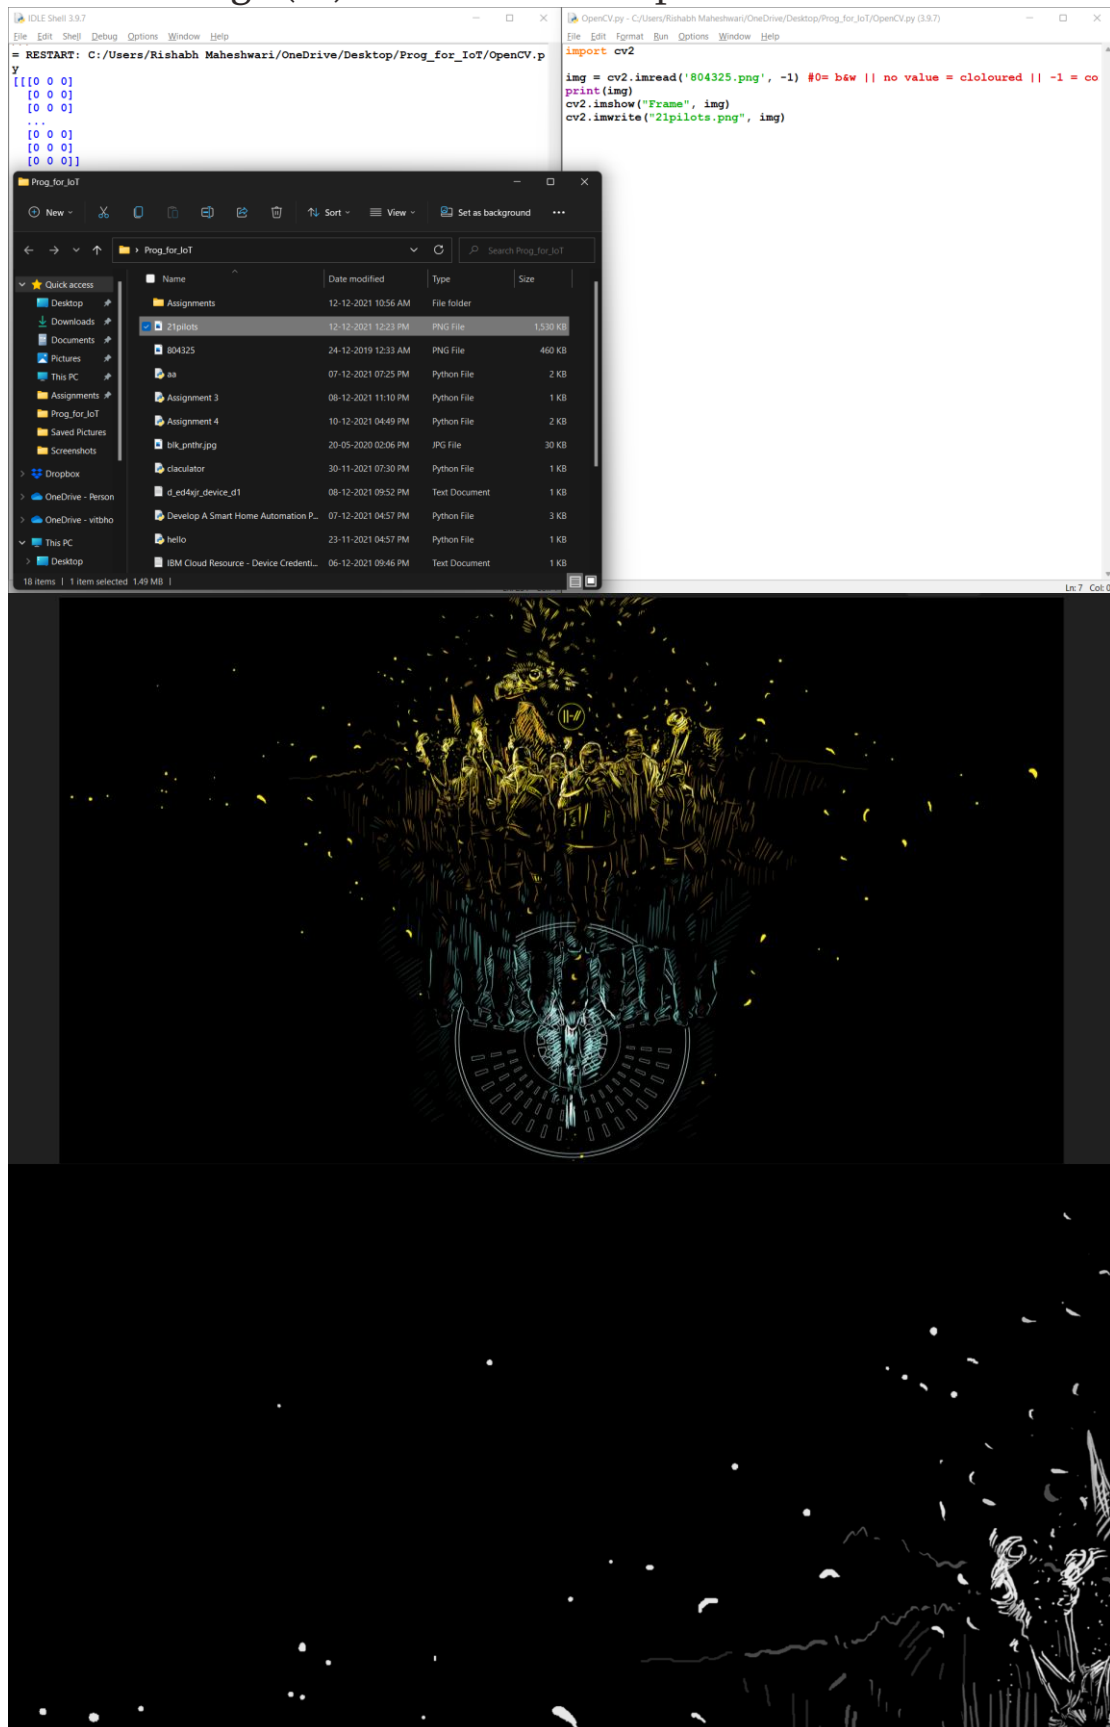 IDLE Shell 3.9.7
File Edit Shell Debug Options Window Help
= RESTART: C:/Users/Rishabh Maheshwari/OneDrive/Desktop/Prog_for_IoT/OpenCV.p
y
[[[0 0 0]
[0 0 0]
[0 0 0]
...
[0 0 0]
[0 0 0]
[0 0 0]]
OpenCV.py - C:/Users/Rishabh Maheshwari/OneDrive/Desktop/Prog_for_IoT/OpenCV.py (3.9.7)
File Edit Format Run Options Window Help
import cv2
img = cv2.imread('804325.png', -1) #0= b&w || no value = cloloured || -1 = co
print(img)
cv2.imshow("Frame", img)
cv2.imwrite("21pilots.png", img)
Ln: 7 Col: 0
Prog_for_IoT
New Sort View Set as background ...
Prog_for_IoT Search Prog_for_IoT
Name Date modified Type Size
Assignments 12-12-2021 10:56 AM File folder
21pilots 12-12-2021 12:23 PM PNG File 1,530 KB
804325 24-12-2019 12:33 AM PNG File 460 KB
aa 07-12-2021 07:25 PM Python File 2 KB
Assignment 3 08-12-2021 11:10 PM Python File 1 KB
Assignment 4 10-12-2021 04:49 PM Python File 2 KB
blk_pnthr.jpg 20-05-2020 02:06 PM JPG File 30 KB
claculator 30-11-2021 07:30 PM Python File 1 KB
d_ed4xjr_device_d1 08-12-2021 09:52 PM Text Document 1 KB
Develop A Smart Home Automation P... 07-12-2021 04:57 PM Python File 3 KB
hello 23-11-2021 04:57 PM Python File 1 KB
IBM Cloud Resource - Device Credenti... 06-12-2021 09:46 PM Text Document 1 KB
Quick access
Desktop
Downloads
Documents
Pictures
This PC
Assignments
Prog_for_IoT
Saved Pictures
Screenshots
Dropbox
OneDrive - Person
OneDrive - vitbho
This PC
Desktop
18 items | 1 item selected 1.49 MB |